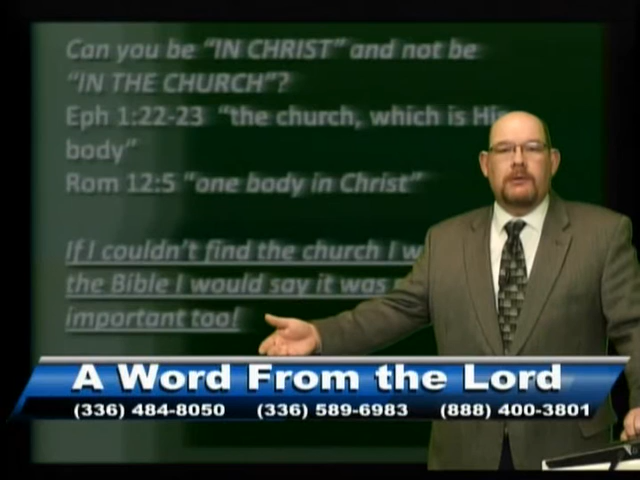 Can you be "IN CHRIST" and not be
"IN THE CHURCH"?
Eph 1:22-23 "the church, which is His
body"
Rom 12:5 "one body in Christ"
If I couldn't find the church I w
the Bible I would say it was
important too!
A Word From the Lord
(336) 484-8050 (336) 589-6983 (888) 400-3801